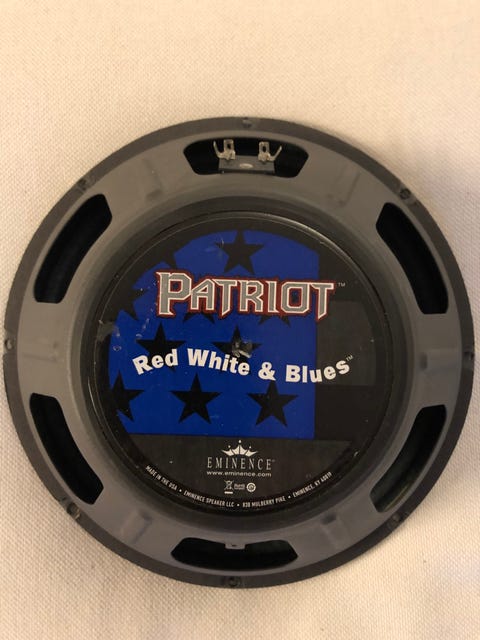 PATRIOT™
Red White & Blues™
EMINENCE™
www.eminence.com
MADE IN THE USA • EMINENCE SPEAKER LLC • 838 MULBERRY PIKE • EMINENCE, KY 40019